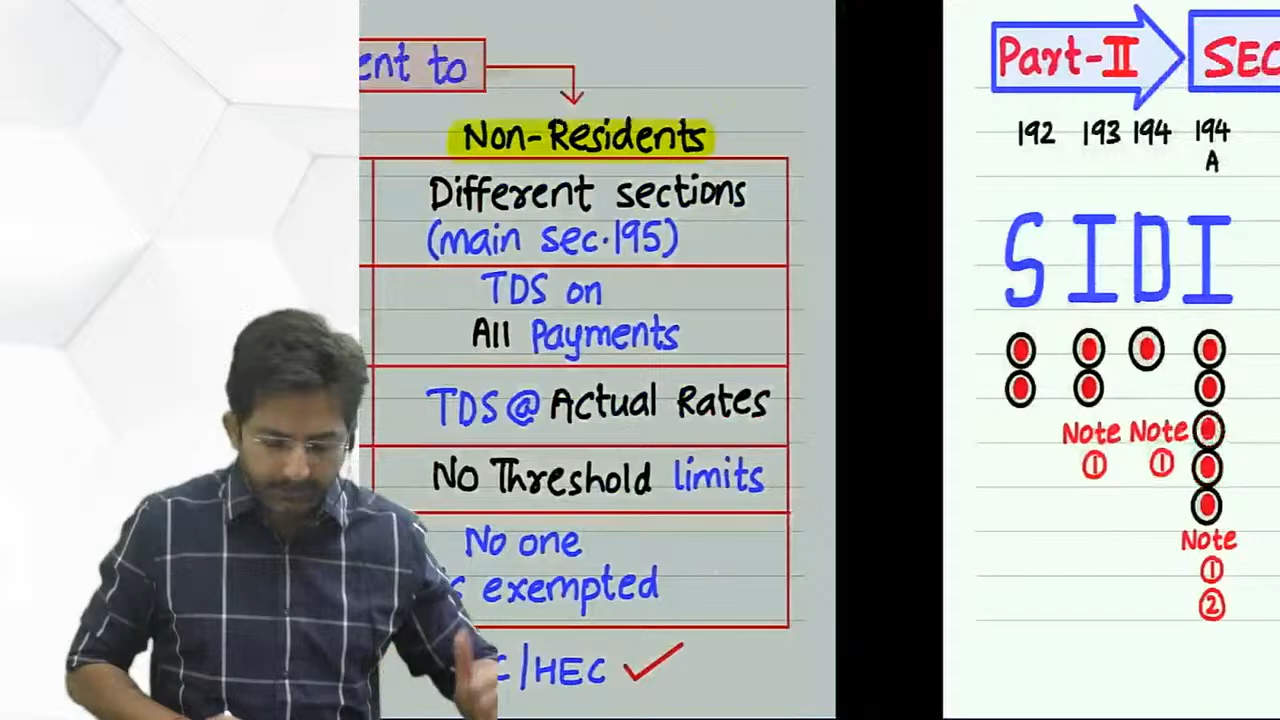 ent to
Non-Residents
Different sections
(main sec.195)
TDS on
All Payments
TDS@ Actual Rates
No Threshold limits
No one
exempted
/HEC
Part-II
SEC
192 193 194 194
A
S I D I
Note Note
① ①
Note
①
②